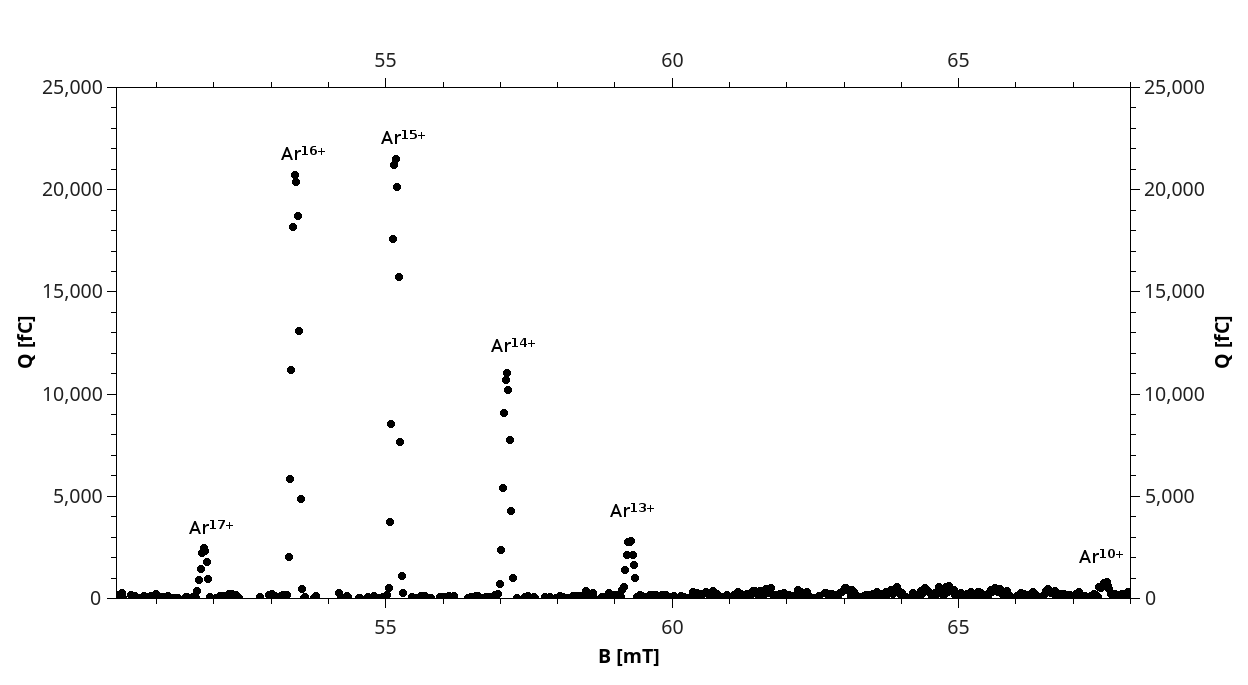 55 60 65
25,000 25,000
Ar15+
Ar16+
20,000 20,000
15,000 15,000
Q [fC] Q [fC]
Ar14+
10,000 10,000
Ar13+
5,000 5,000
Ar17+
Ar10+
0 0
55 60 65
B [mT]